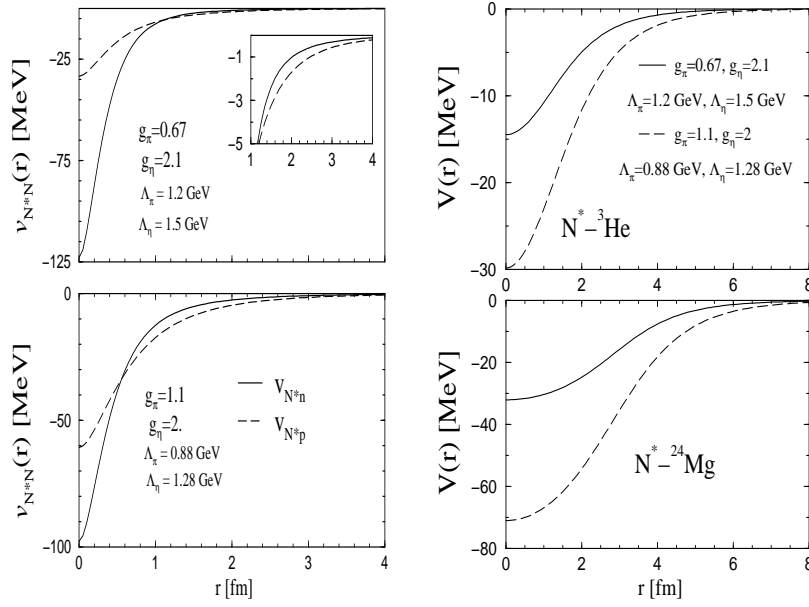 v_{N*N}(r) [MeV]
−25
−75
−125
g_π=0.67
g_η=2.1
Λ_π = 1.2 GeV
Λ_η = 1.5 GeV
−1
−3
−5
1 2 3 4
v_{N*N}(r) [MeV]
0
−50
−100
g_π=1.1
g_η=2.
Λ_π = 0.88 GeV
Λ_η = 1.28 GeV
V_{N*n}
V_{N*p}
0 1 2 3 4
r [fm]
V(r) [MeV]
0
−10
−20
−30
g_π=0.67, g_η=2.1
Λ_π=1.2 GeV, Λ_η=1.5 GeV
g_π=1.1, g_η=2
Λ_π=0.88 GeV, Λ_η=1.28 GeV
N*−³He
0 2 4 6 8
V(r) [MeV]
0
−20
−40
−60
−80
N*−²⁴Mg
0 2 4 6 8
r [fm]